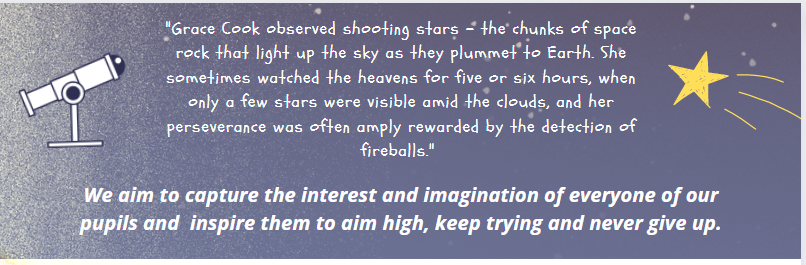 "Grace Cook observed shooting stars – the chunks of space
rock that light up the sky as they plummet to Earth. She
sometimes watched the heavens for five or six hours, when
only a few stars were visible amid the clouds, and her
perseverance was often amply rewarded by the detection of
fireballs."
We aim to capture the interest and imagination of everyone of our
pupils and  inspire them to aim high, keep trying and never give up.